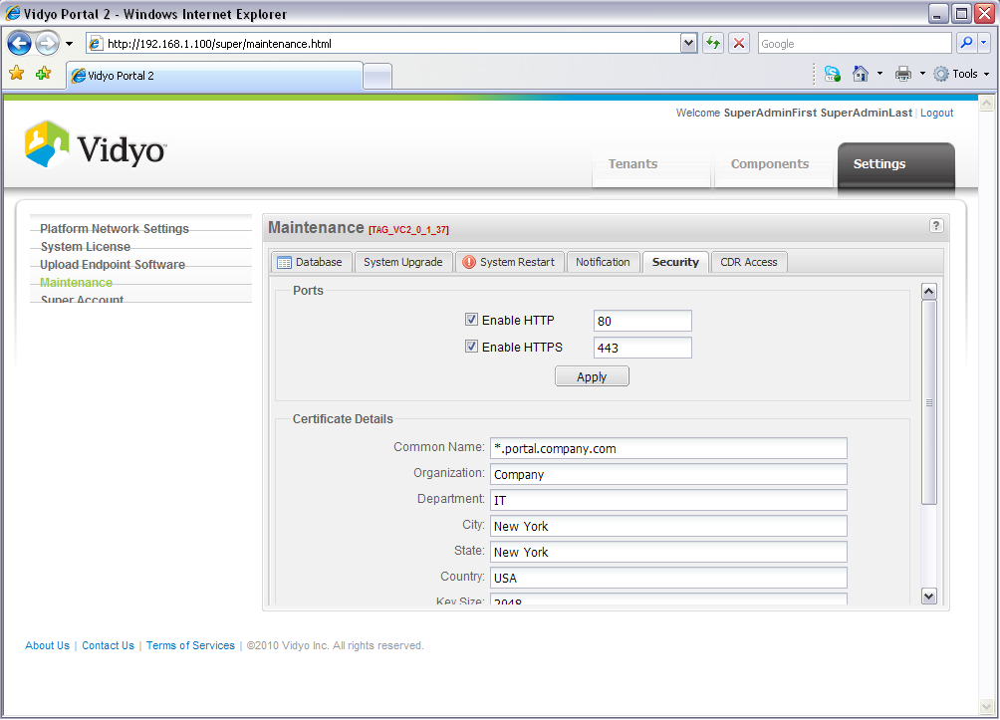 Vidyo Portal 2 - Windows Internet Explorer
http://192.168.1.100/super/maintenance.html
Google
Vidyo Portal 2
Tools
Welcome SuperAdminFirst SuperAdminLast | Logout
Vidyo™
Tenants
Components
Settings
Platform Network Settings
System License
Upload Endpoint Software
Maintenance
Super Account
Maintenance [TAG_VC2_0_1_37]
?
Database
System Upgrade
System Restart
Notification
Security
CDR Access
Ports
Enable HTTP 80
Enable HTTPS 443
Apply
Certificate Details
Common Name: *.portal.company.com
Organization: Company
Department: IT
City: New York
State: New York
Country: USA
Key Size: 2048
About Us | Contact Us | Terms of Services | ©2010 Vidyo Inc. All rights reserved.